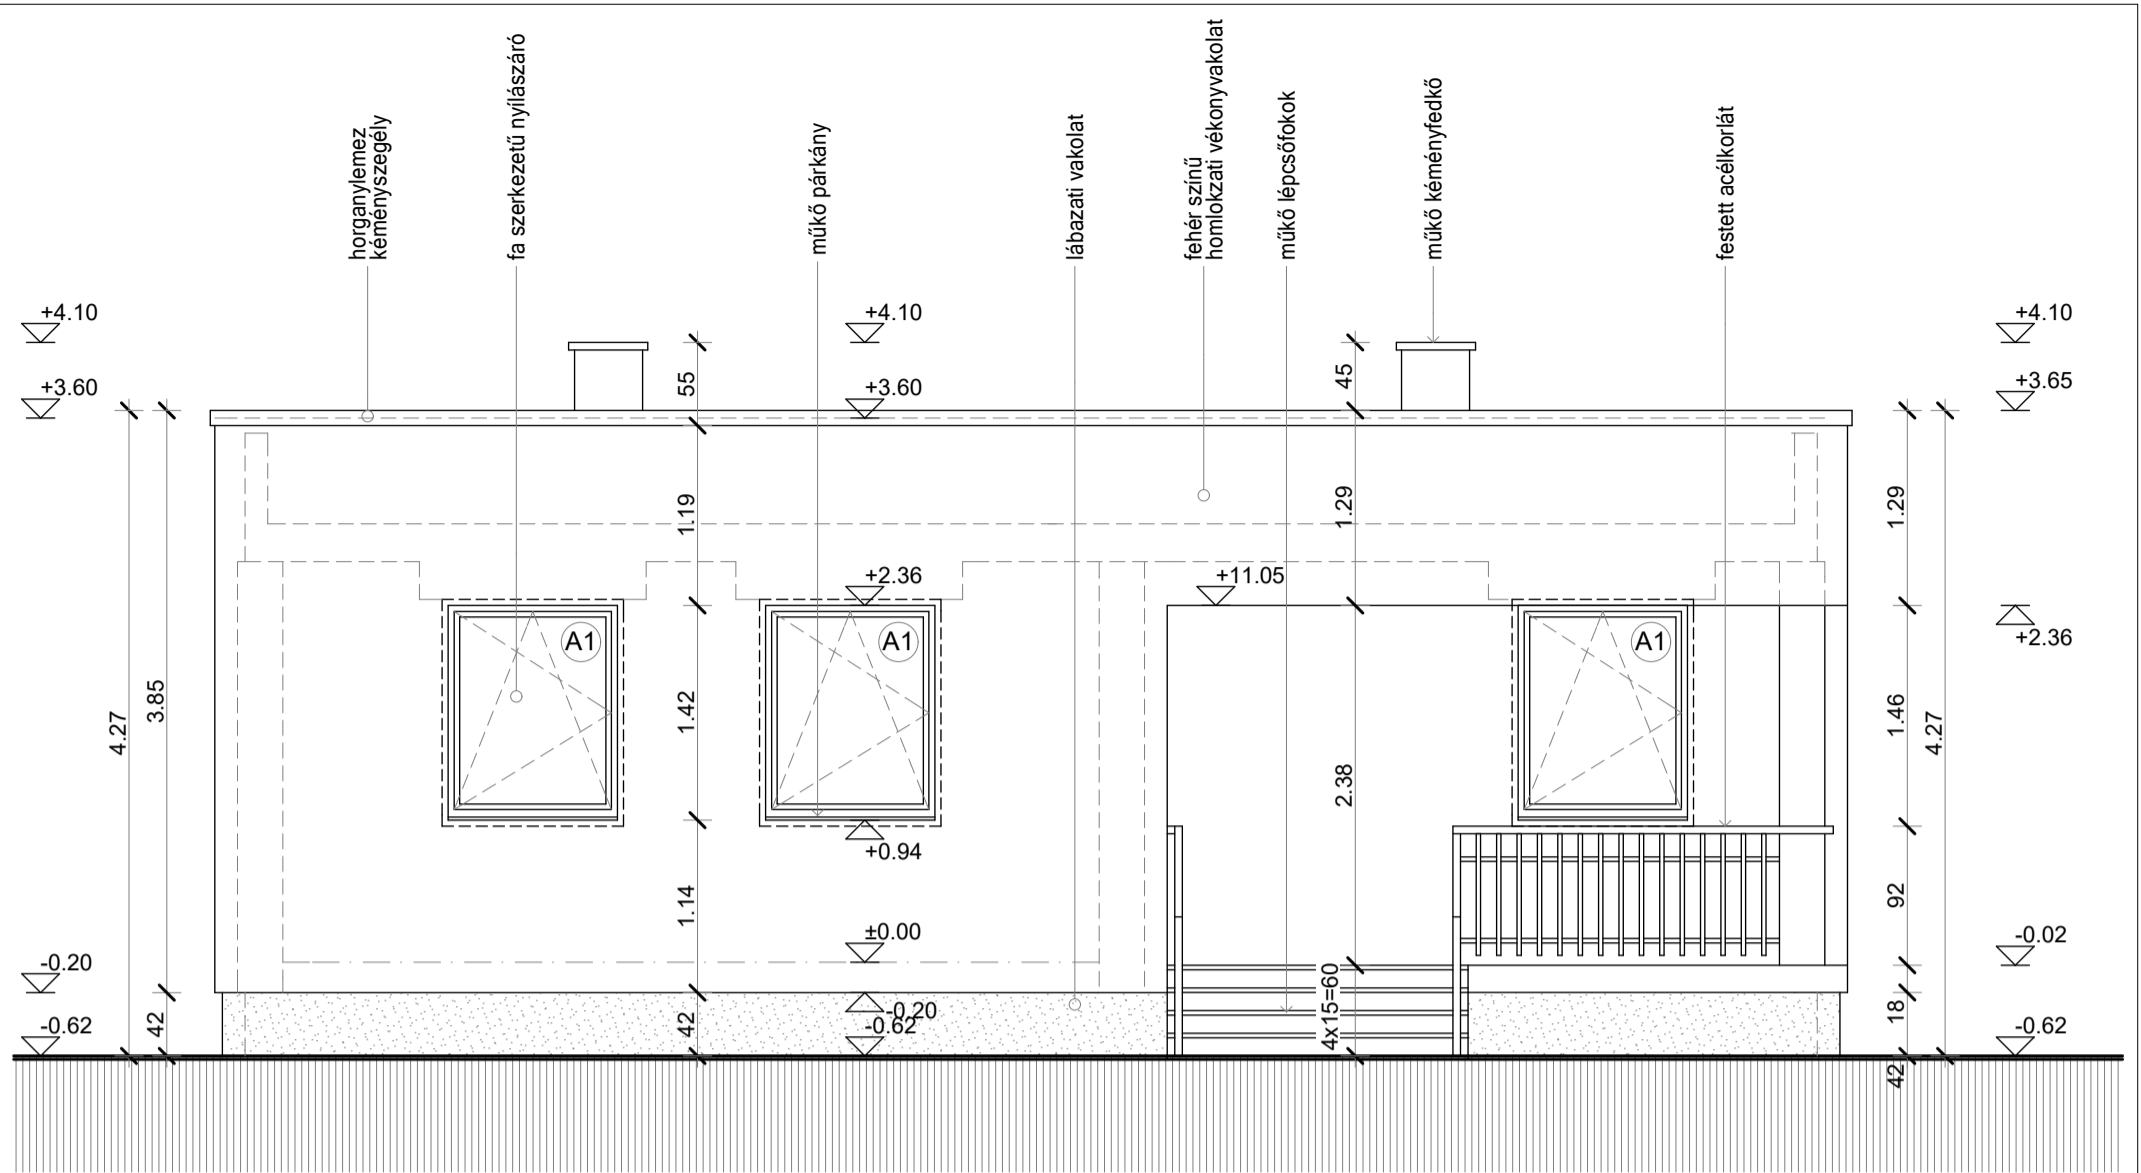 horganylemez
kéményszegély
fa szerkezetű nyílászáró
műkő párkány
lábazati vakolat
fehér színű
homlokzati vékonyvakolat
műkő lépcsőfokok
műkő kéményfedkő
festett acélkorlát
+4.10
+4.10
+4.10
+3.60
+3.60
+3.65
55
45
1.19
1.29
1.29
+2.36
+11.05
+2.36
A1
A1
A1
4.27
3.85
1.42
2.38
1.46
4.27
+0.94
1.14
92
±0.00
-0.02
-0.20
-0.20
-0.62
-0.62
-0.62
42
42
4x15=60
18
42